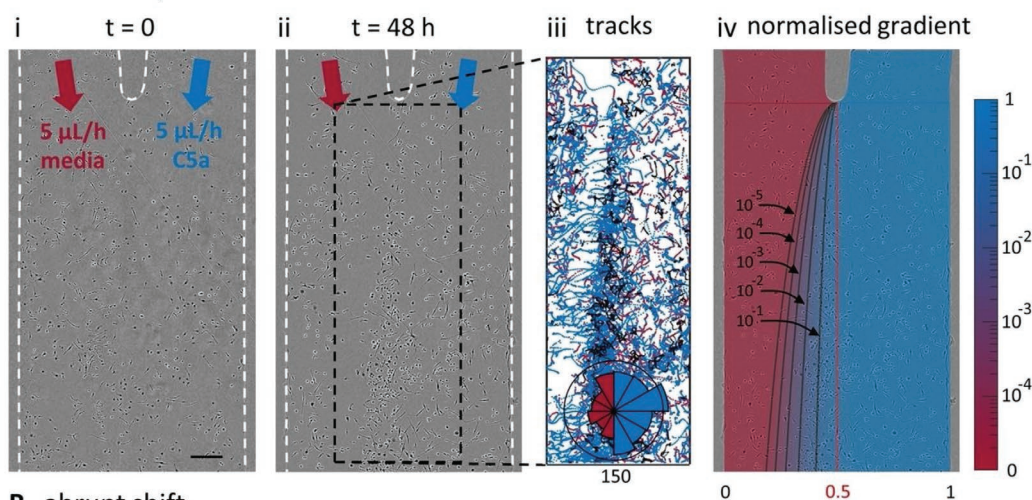 i t = 0 ii t = 48 h iii tracks iv normalised gradient
5 µL/h media
5 µL/h C5a
150
10⁻⁵
10⁻⁴
10⁻³
10⁻²
10⁻¹
0 0.5 1
1
10⁻¹
10⁻²
10⁻³
10⁻⁴
0
abrupt shift